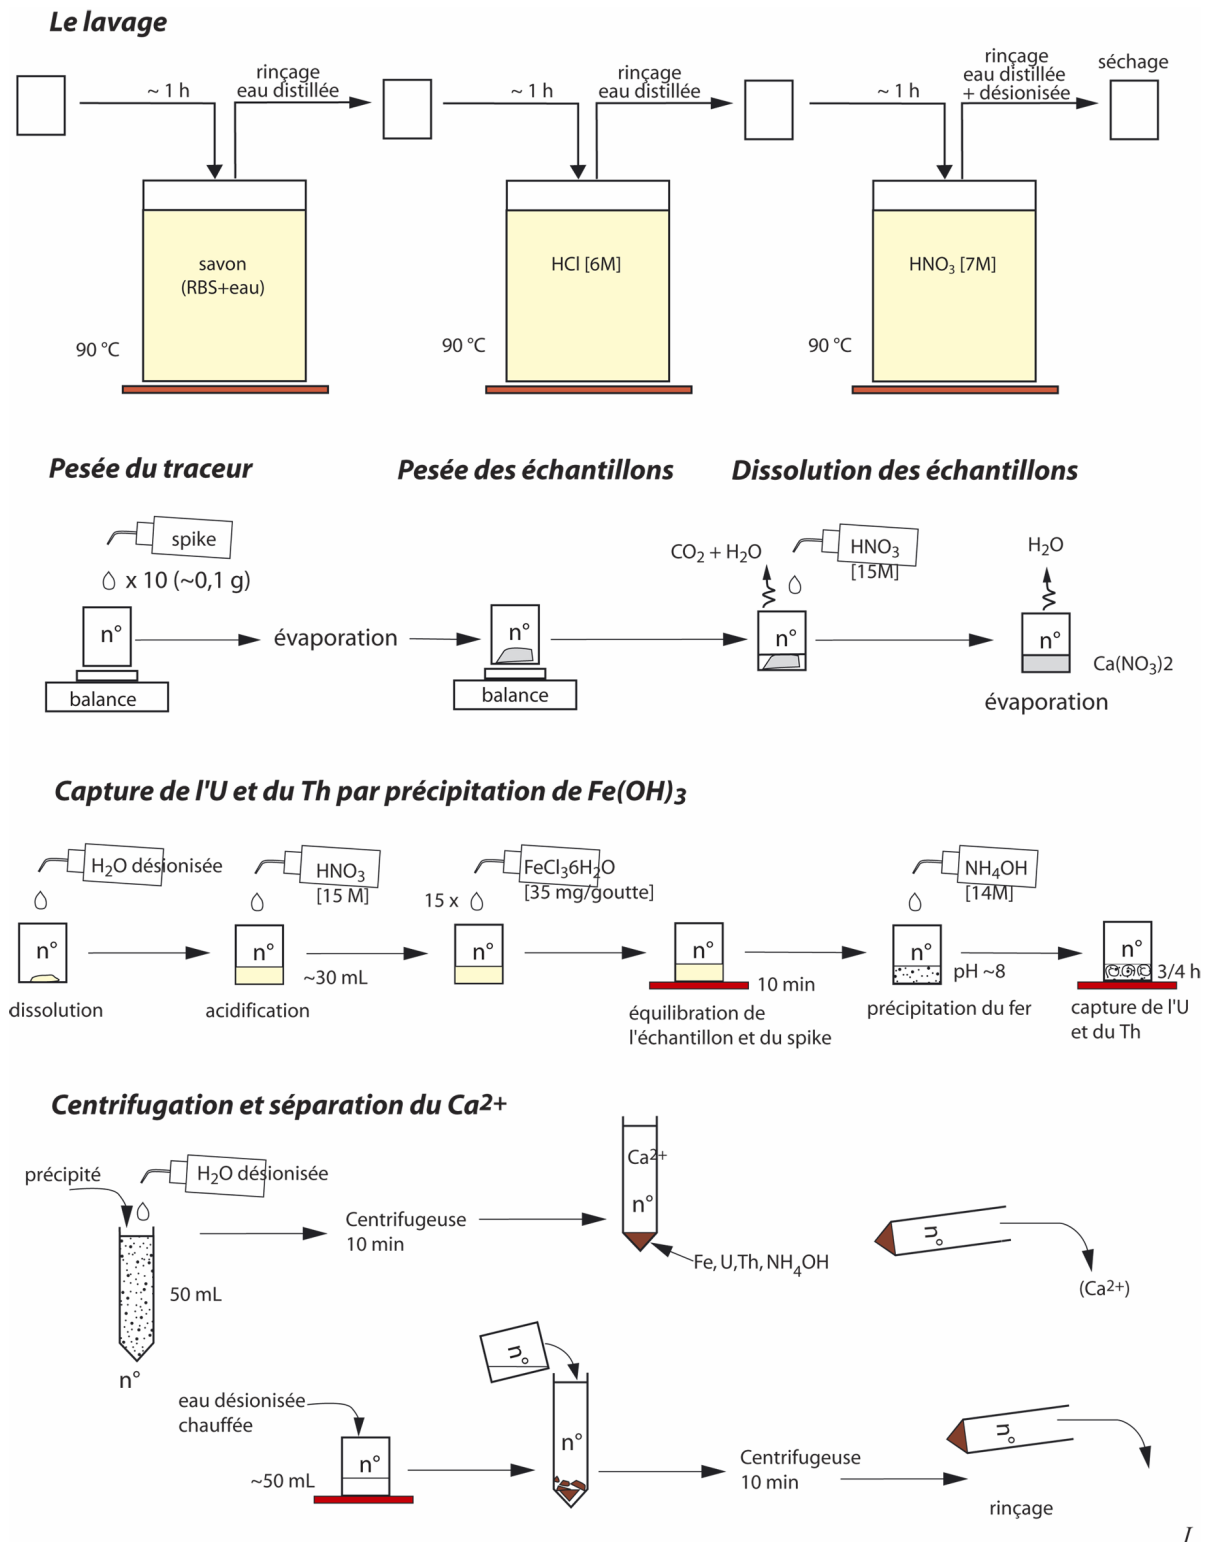 Le lavage
~ 1 h
rinçage
eau distillée
~ 1 h
rinçage
eau distillée
~ 1 h
rinçage
eau distillée
+ désionisée
séchage
savon
(RBS+eau)
HCl [6M]
HNO₃ [7M]
90 °C
90 °C
90 °C
Pesée du traceur
Pesée des échantillons
Dissolution des échantillons
spike
x 10 (~0,1 g)
n°
balance
évaporation
n°
balance
CO₂ + H₂O
HNO₃
[15M]
n°
H₂O
n°
Ca(NO₃)2
évaporation
Capture de l'U et du Th par précipitation de Fe(OH)₃
H₂O désionisée
n°
dissolution
HNO₃
[15 M]
n°
~30 mL
acidification
15 x
FeCl₃6H₂O
[35 mg/goutte]
n°
n°
10 min
équilibration de
l'échantillon et du spike
NH₄OH
[14M]
n°
pH ~8
précipitation du fer
n°
3/4 h
capture de l'U
et du Th
Centrifugation et séparation du Ca2+
précipité
H₂O désionisée
50 mL
n°
Centrifugeuse
10 min
Ca2+
n°
Fe, U,Th, NH₄OH
n°
(Ca2+)
eau désionisée
chauffée
~50 mL
n°
n°
n°
Centrifugeuse
10 min
n°
rinçage
I